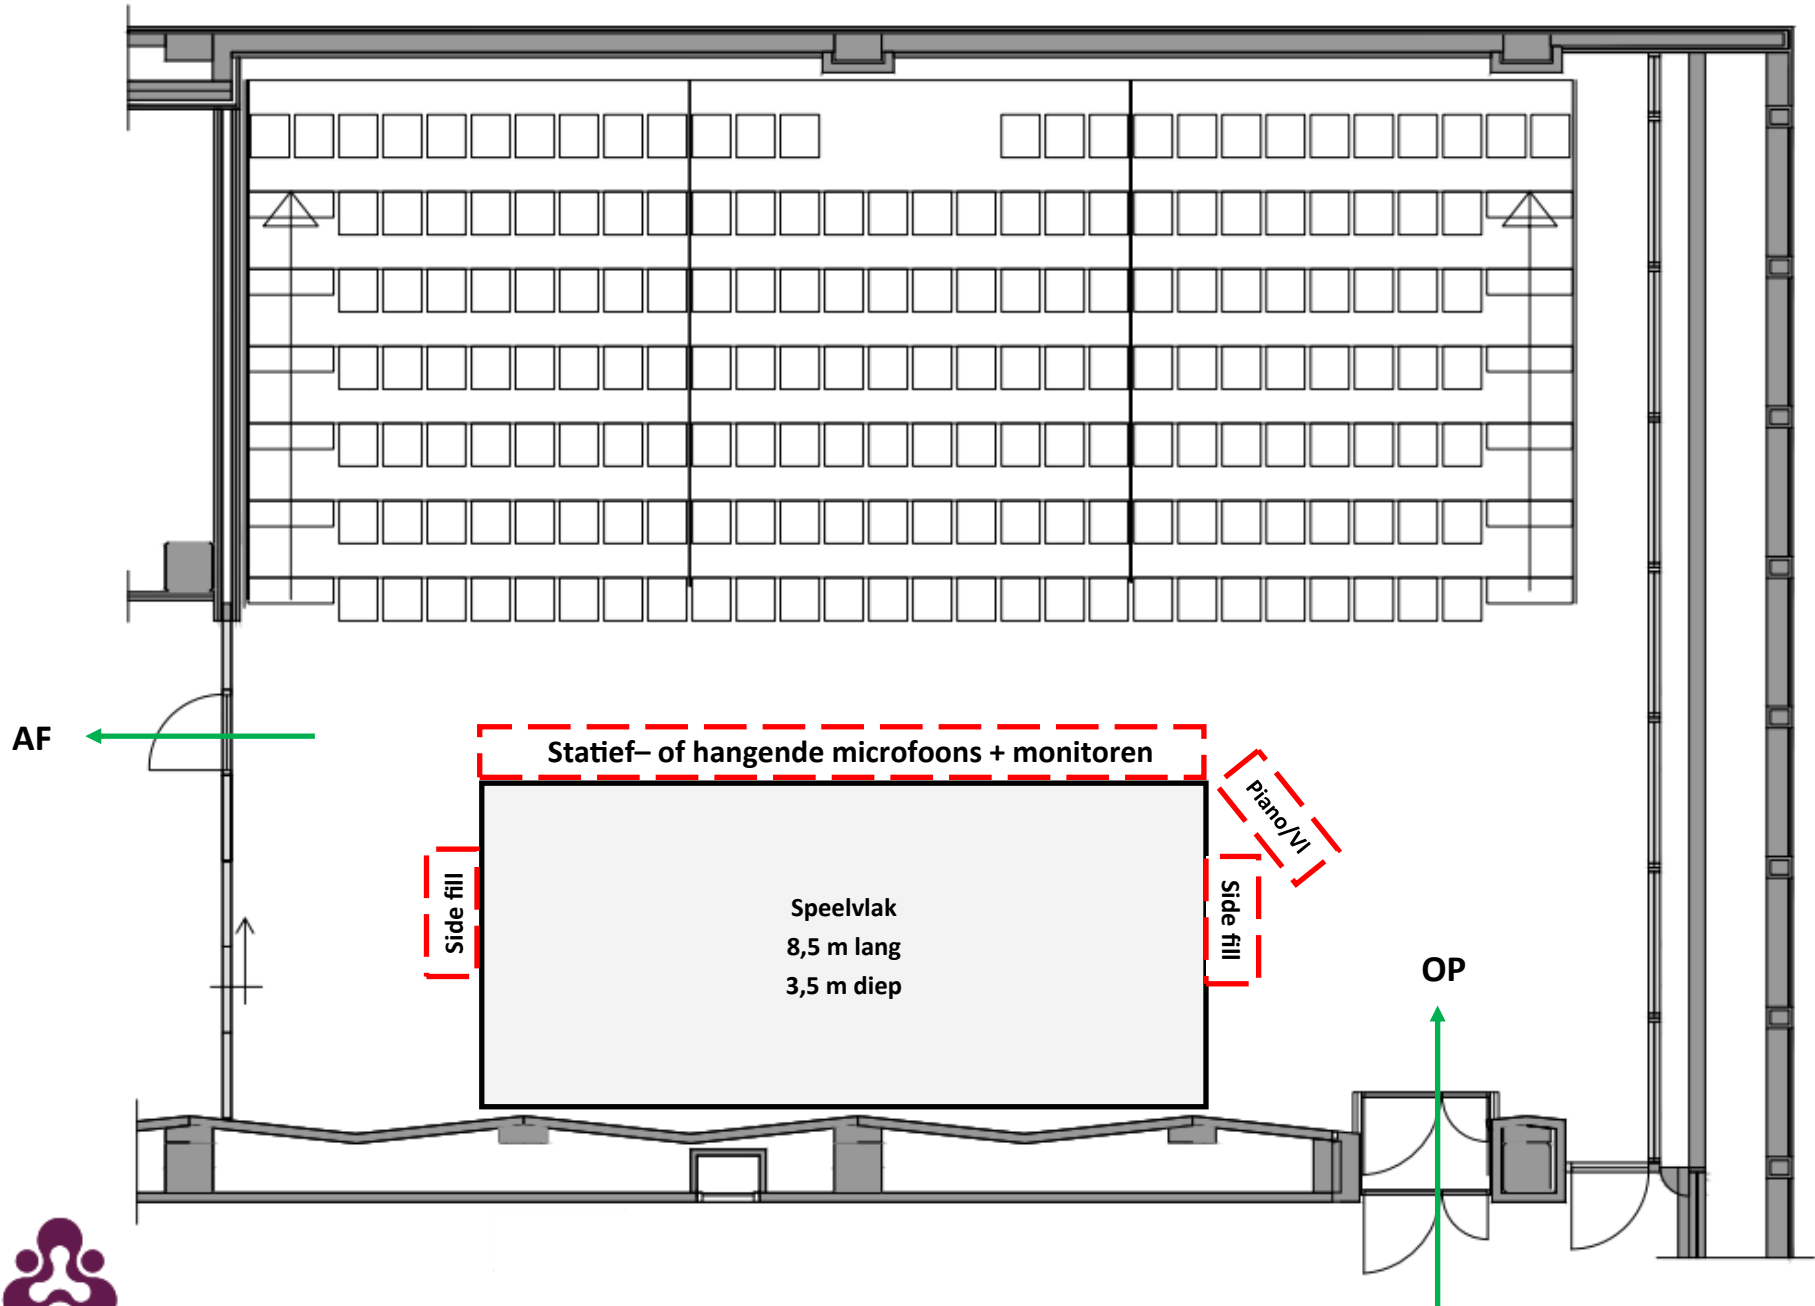 AF
Statief– of hangende microfoons + monitoren
Piano/Vl
Side fill
Side fill
Speelvlak
8,5 m lang
3,5 m diep
OP